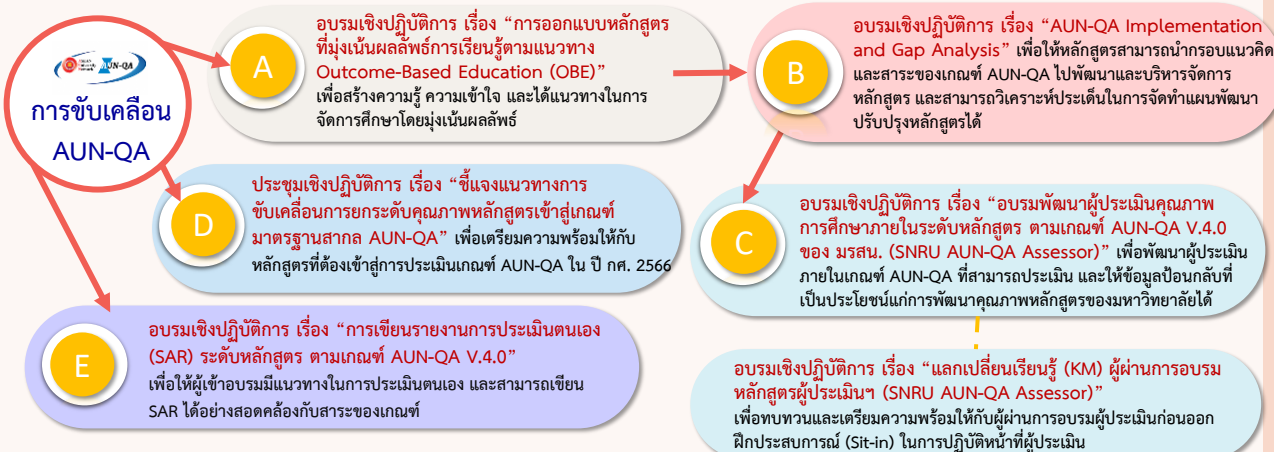 AUN-QA
การขับเคลื่อน
AUN-QA
A
อบรมเชิงปฏิบัติการ เรื่อง “การออกแบบหลักสูตร
ที่มุ่งเน้นผลลัพธ์การเรียนรู้ตามแนวทาง
Outcome-Based Education (OBE)”
เพื่อสร้างความรู้ ความเข้าใจ และได้แนวทางในการ
จัดการศึกษาโดยมุ่งเน้นผลลัพธ์
B
อบรมเชิงปฏิบัติการ เรื่อง “AUN-QA Implementation
and Gap Analysis” เพื่อให้หลักสูตรสามารถนำกรอบแนวคิด
และสาระของเกณฑ์ AUN-QA ไปพัฒนาและบริหารจัดการ
หลักสูตร และสามารถวิเคราะห์ประเด็นในการจัดทำแผนพัฒนา
ปรับปรุงหลักสูตรได้
C
อบรมเชิงปฏิบัติการ เรื่อง “อบรมพัฒนาผู้ประเมินคุณภาพ
การศึกษาภายในระดับหลักสูตร ตามเกณฑ์ AUN-QA V.4.0
ของ มรสน. (SNRU AUN-QA Assessor)” เพื่อพัฒนาผู้ประเมิน
ภายในเกณฑ์ AUN-QA ที่สามารถประเมิน และให้ข้อมูลป้อนกลับที่
เป็นประโยชน์แก่การพัฒนาคุณภาพหลักสูตรของมหาวิทยาลัยได้
อบรมเชิงปฏิบัติการ เรื่อง “แลกเปลี่ยนเรียนรู้ (KM) ผู้ผ่านการอบรม
หลักสูตรผู้ประเมินฯ (SNRU AUN-QA Assessor)”
เพื่อทบทวนและเตรียมความพร้อมให้กับผู้ผ่านการอบรมผู้ประเมินก่อนออก
ฝึกประสบการณ์ (Sit-in) ในการปฏิบัติหน้าที่ผู้ประเมิน
D
ประชุมเชิงปฏิบัติการ เรื่อง “ชี้แจงแนวทางการ
ขับเคลื่อนการยกระดับคุณภาพหลักสูตรเข้าสู่เกณฑ์
มาตรฐานสากล AUN-QA” เพื่อเตรียมความพร้อมให้กับ
หลักสูตรที่ต้องเข้าสู่การประเมินเกณฑ์ AUN-QA ใน ปี กศ. 2566
E
อบรมเชิงปฏิบัติการ เรื่อง “การเขียนรายงานการประเมินตนเอง
(SAR) ระดับหลักสูตร ตามเกณฑ์ AUN-QA V.4.0”
เพื่อให้ผู้เข้าอบรมมีแนวทางในการประเมินตนเอง และสามารถเขียน
SAR ได้อย่างสอดคล้องกับสาระของเกณฑ์